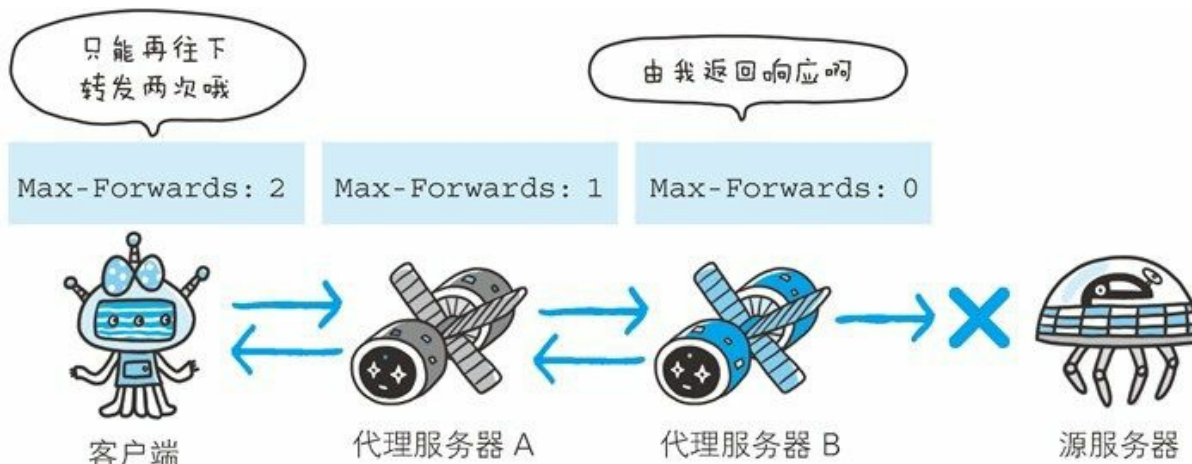 只能再往下
转发两次哦
由我返回响应啊
Max-Forwards: 2
Max-Forwards: 1
Max-Forwards: 0
客户端
代理服务器 A
代理服务器 B
源服务器